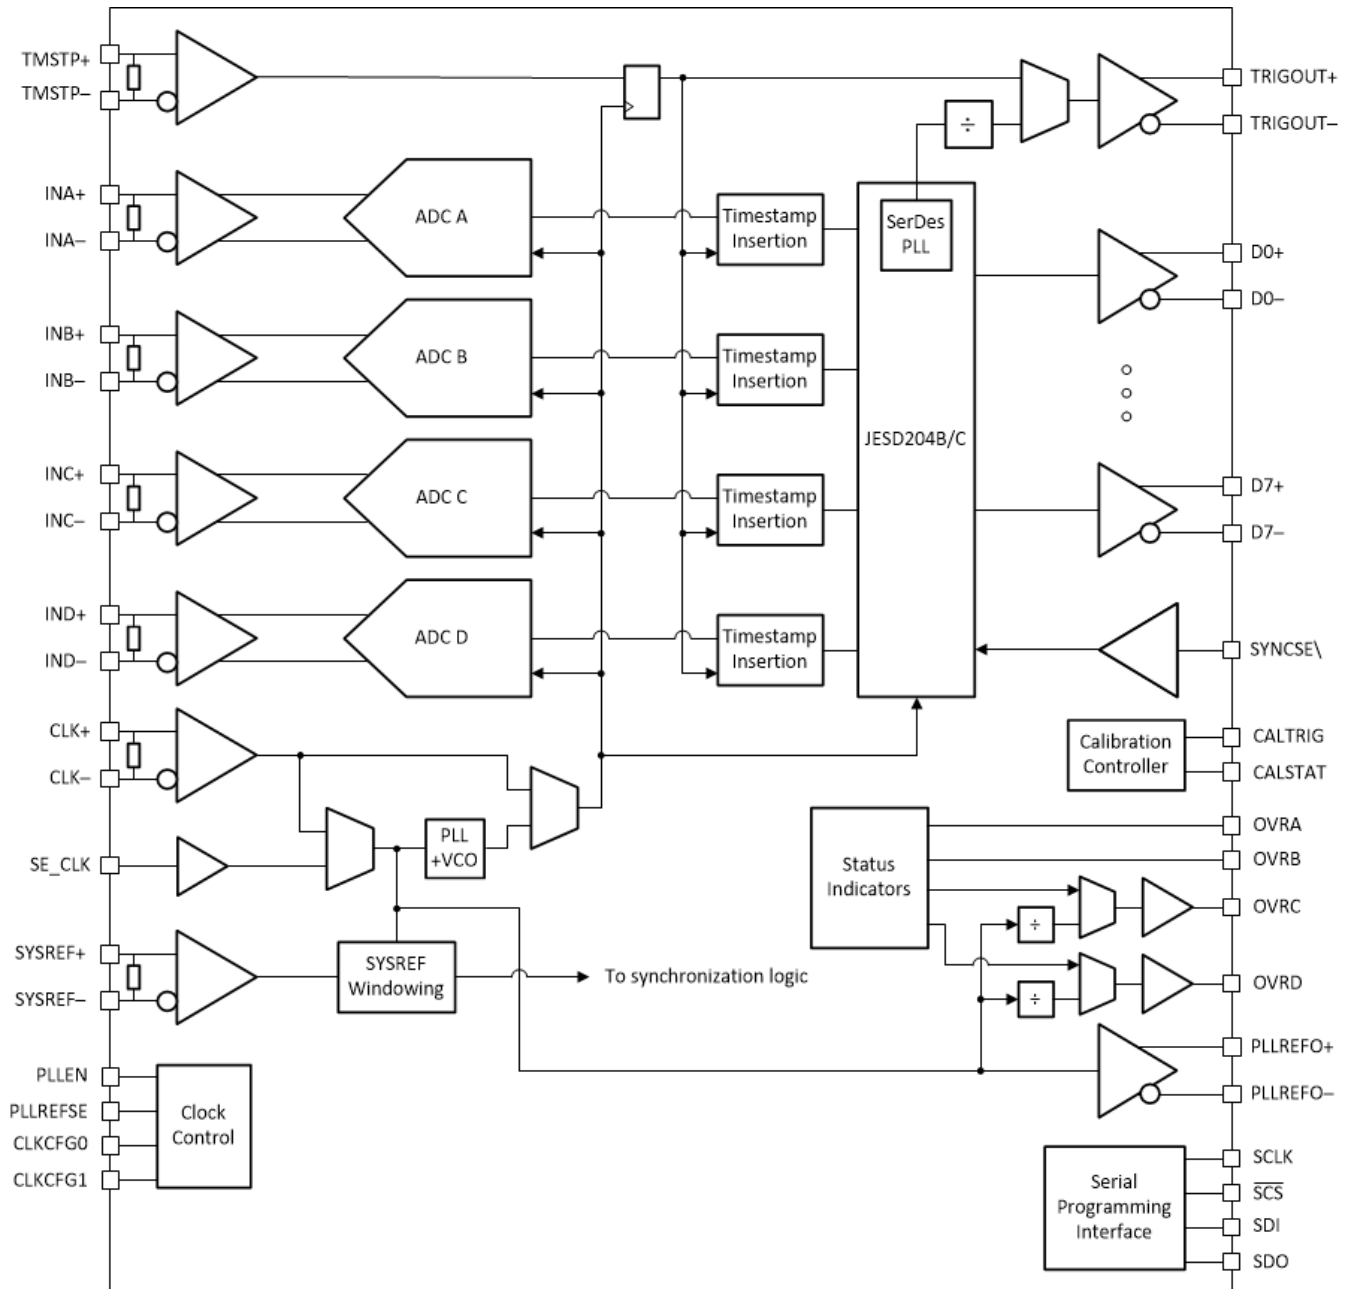 TMSTP+
TMSTP–
INA+
INA–
INB+
INB–
INC+
INC–
IND+
IND–
CLK+
CLK–
SE_CLK
SYSREF+
SYSREF–
PLLEN
PLLREFSE
CLKCFG0
CLKCFG1
ADC A
ADC B
ADC C
ADC D
PLL
+VCO
SYSREF
Windowing
To synchronization logic
Clock
Control
Timestamp
Insertion
Timestamp
Insertion
Timestamp
Insertion
Timestamp
Insertion
÷
SerDes
PLL
JESD204B/C
Calibration
Controller
Status
Indicators
÷
÷
Serial
Programming
Interface
TRIGOUT+
TRIGOUT–
D0+
D0–
D7+
D7–
SYNCSE\
CALTRIG
CALSTAT
OVRA
OVRB
OVRC
OVRD
PLLREFO+
PLLREFO–
SCLK
S̅C̅S̅
SDI
SDO